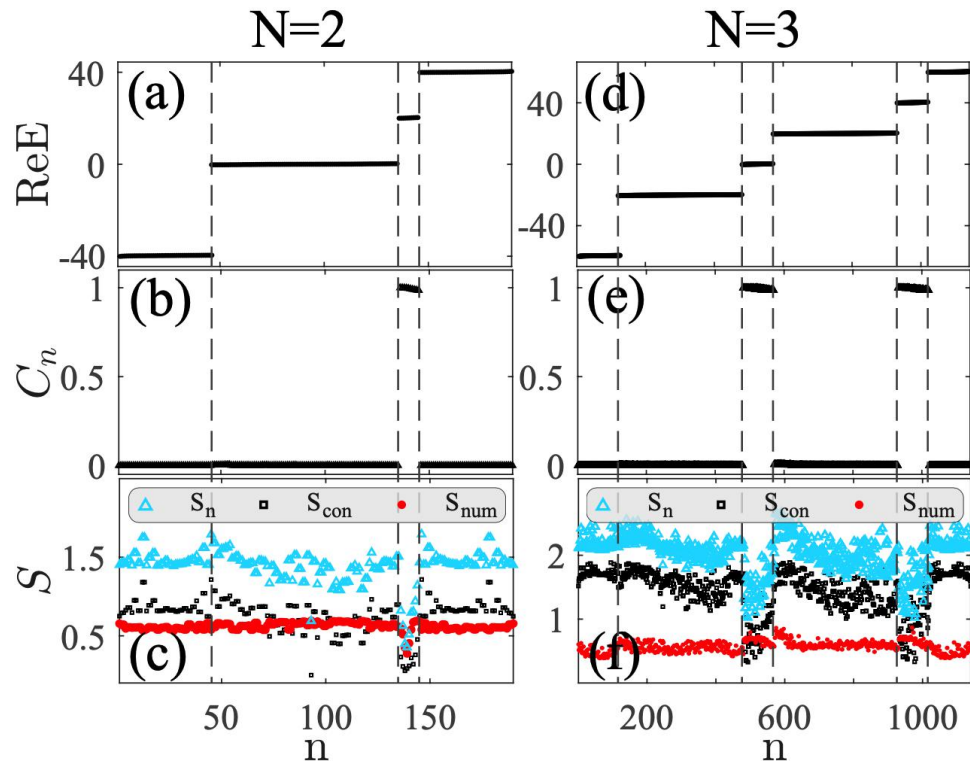 N=2
N=3
ReE
40
0
-40
(a)
40
0
-40
(d)
C_n
1
0.5
0
(b)
1
0.5
0
(e)
S
1.5
0.5
S_n S_con S_num
(c)
2
1
S_n S_con S_num
(f)
50 100 150
n
200 600 1000
n